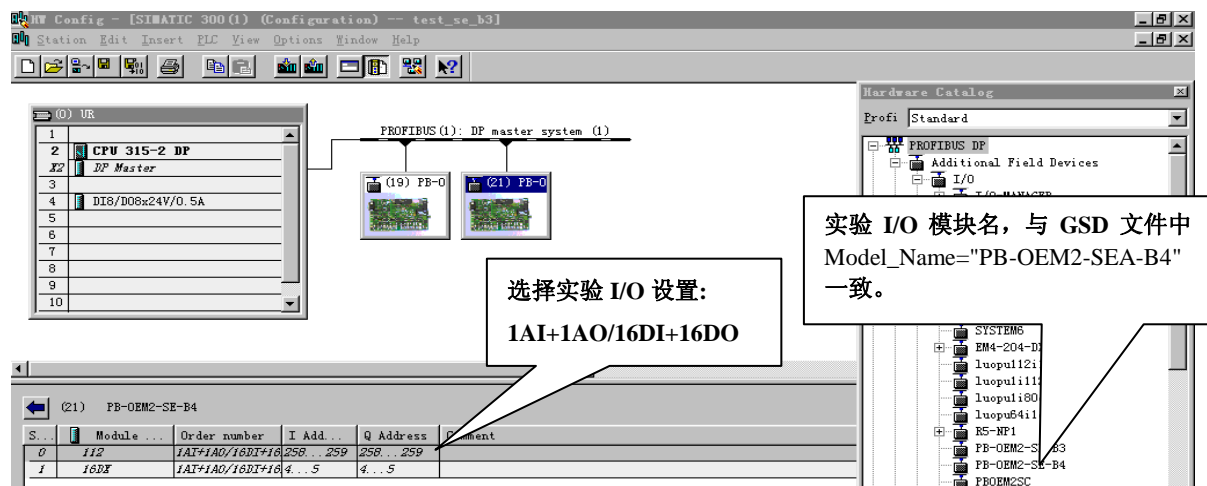 HW Config - [SIMATIC 300(1) (Configuration) -- test_se_b3]
Station Edit Insert PLC View Options Window Help
(0) UR
1
2 CPU 315-2 DP
X2 DP Master
3
4 DI8/DO8x24V/0.5A
5
6
7
8
9
10
PROFIBUS(1): DP master system (1)
(19) PB-O
(21) PB-O
选择实验 I/O 设置:
1AI+1AO/16DI+16DO
Hardware Catalog
Profi Standard
PROFIBUS DP
Additional Field Devices
I/O
I/O-MANAGER
实验 I/O 模块名，与 GSD 文件中
Model_Name="PB-OEM2-SEA-B4"
一致。
SYSTEM6
EM4-204-D
luopu112i
luopu1i11
luopu1i80
luopu64i1
R5-NP1
PB-OEM2-SE-B3
PB-OEM2-SE-B4
PBOEM2SC
(21) PB-OEM2-SE-B4
S... Module ... Order number I Add... Q Address Comment
0 112 1AI+1AO/16DI+16 258...259 258...259
1 16DX 1AI+1AO/16DI+16 4...5 4...5